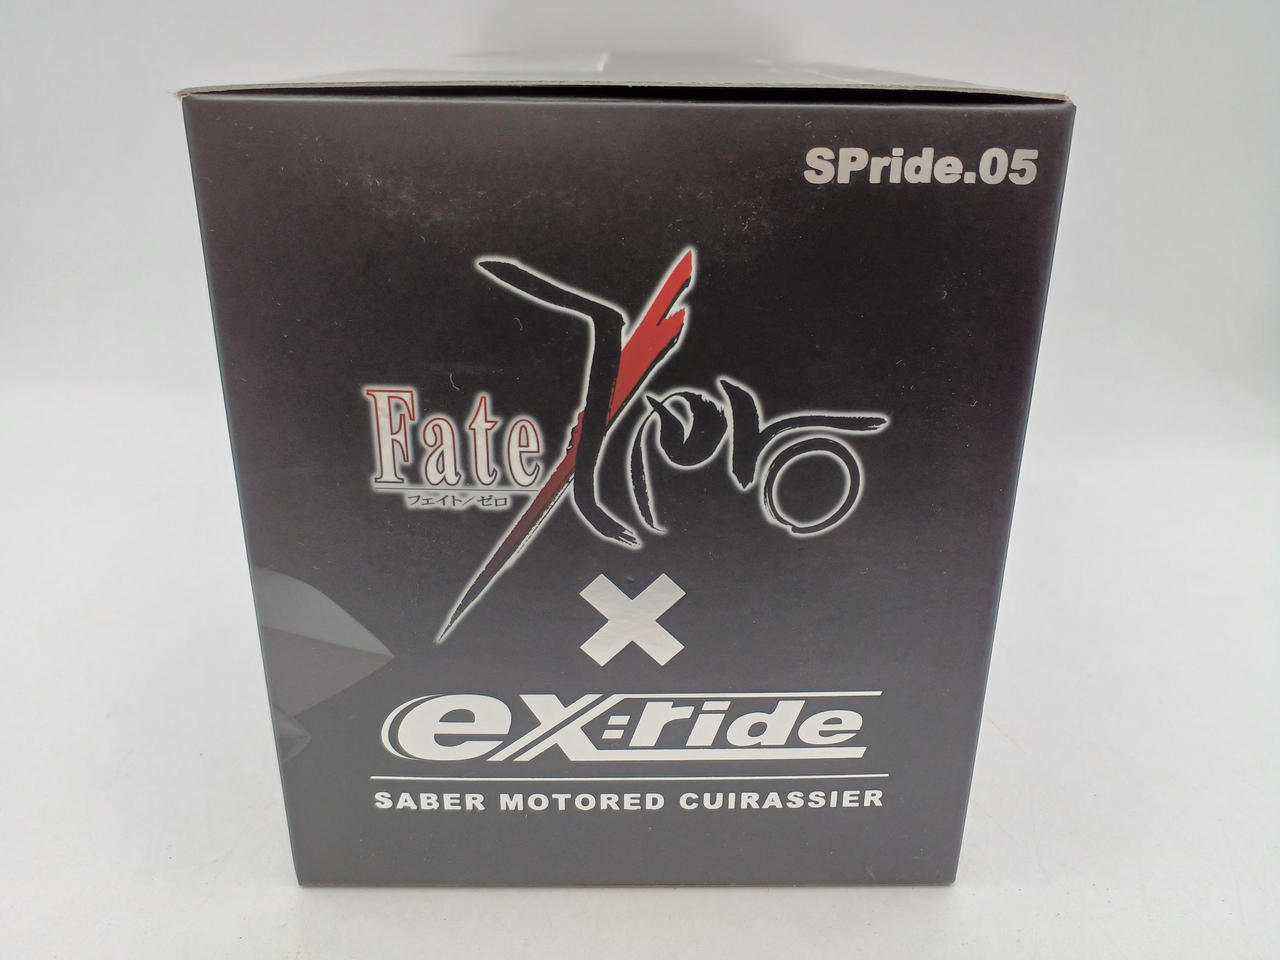 SPride.05
Fate/Zero
フェイト／ゼロ
×
ex:ride
SABER MOTORED CUIRASSIER